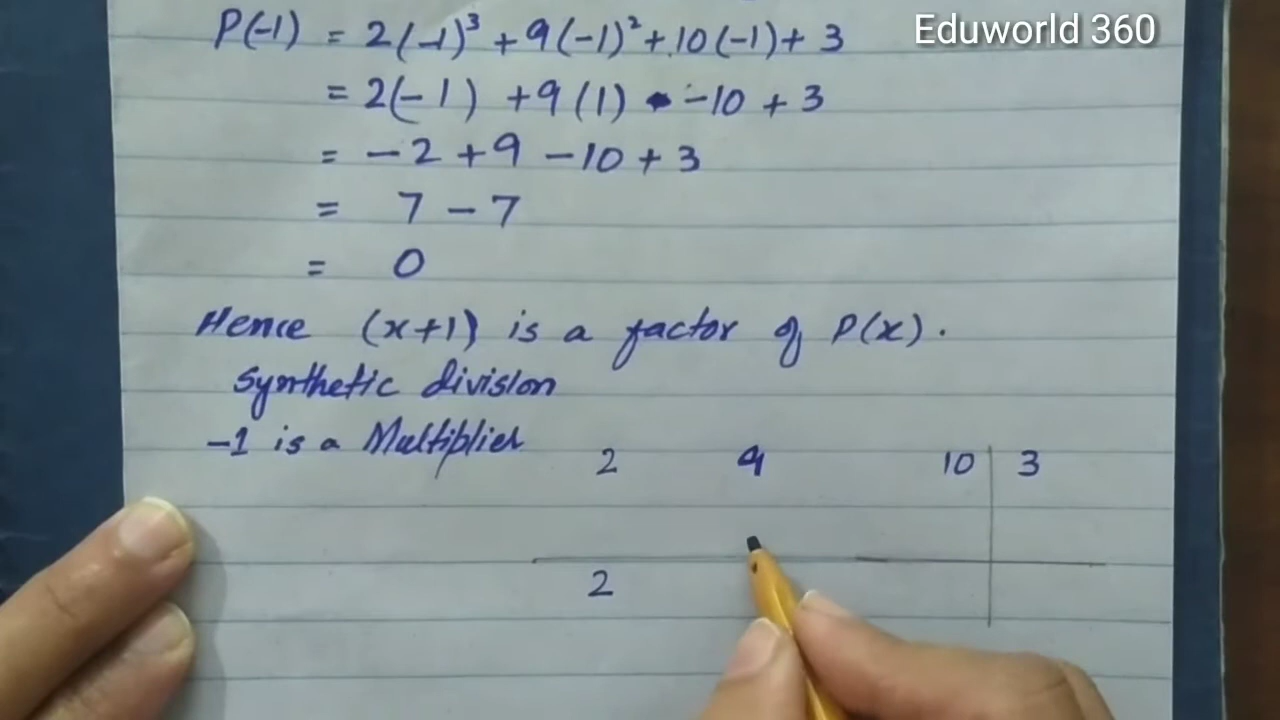 Eduworld 360
P(-1) = 2(-1)³ + 9(-1)² + 10(-1) + 3
= 2(-1) + 9(1) - 10 + 3
= -2 + 9 - 10 + 3
= 7 - 7
= 0
Hence (x+1) is a factor of P(x).
Synthetic division
-1 is a Multiplier
2 9 10 3
2